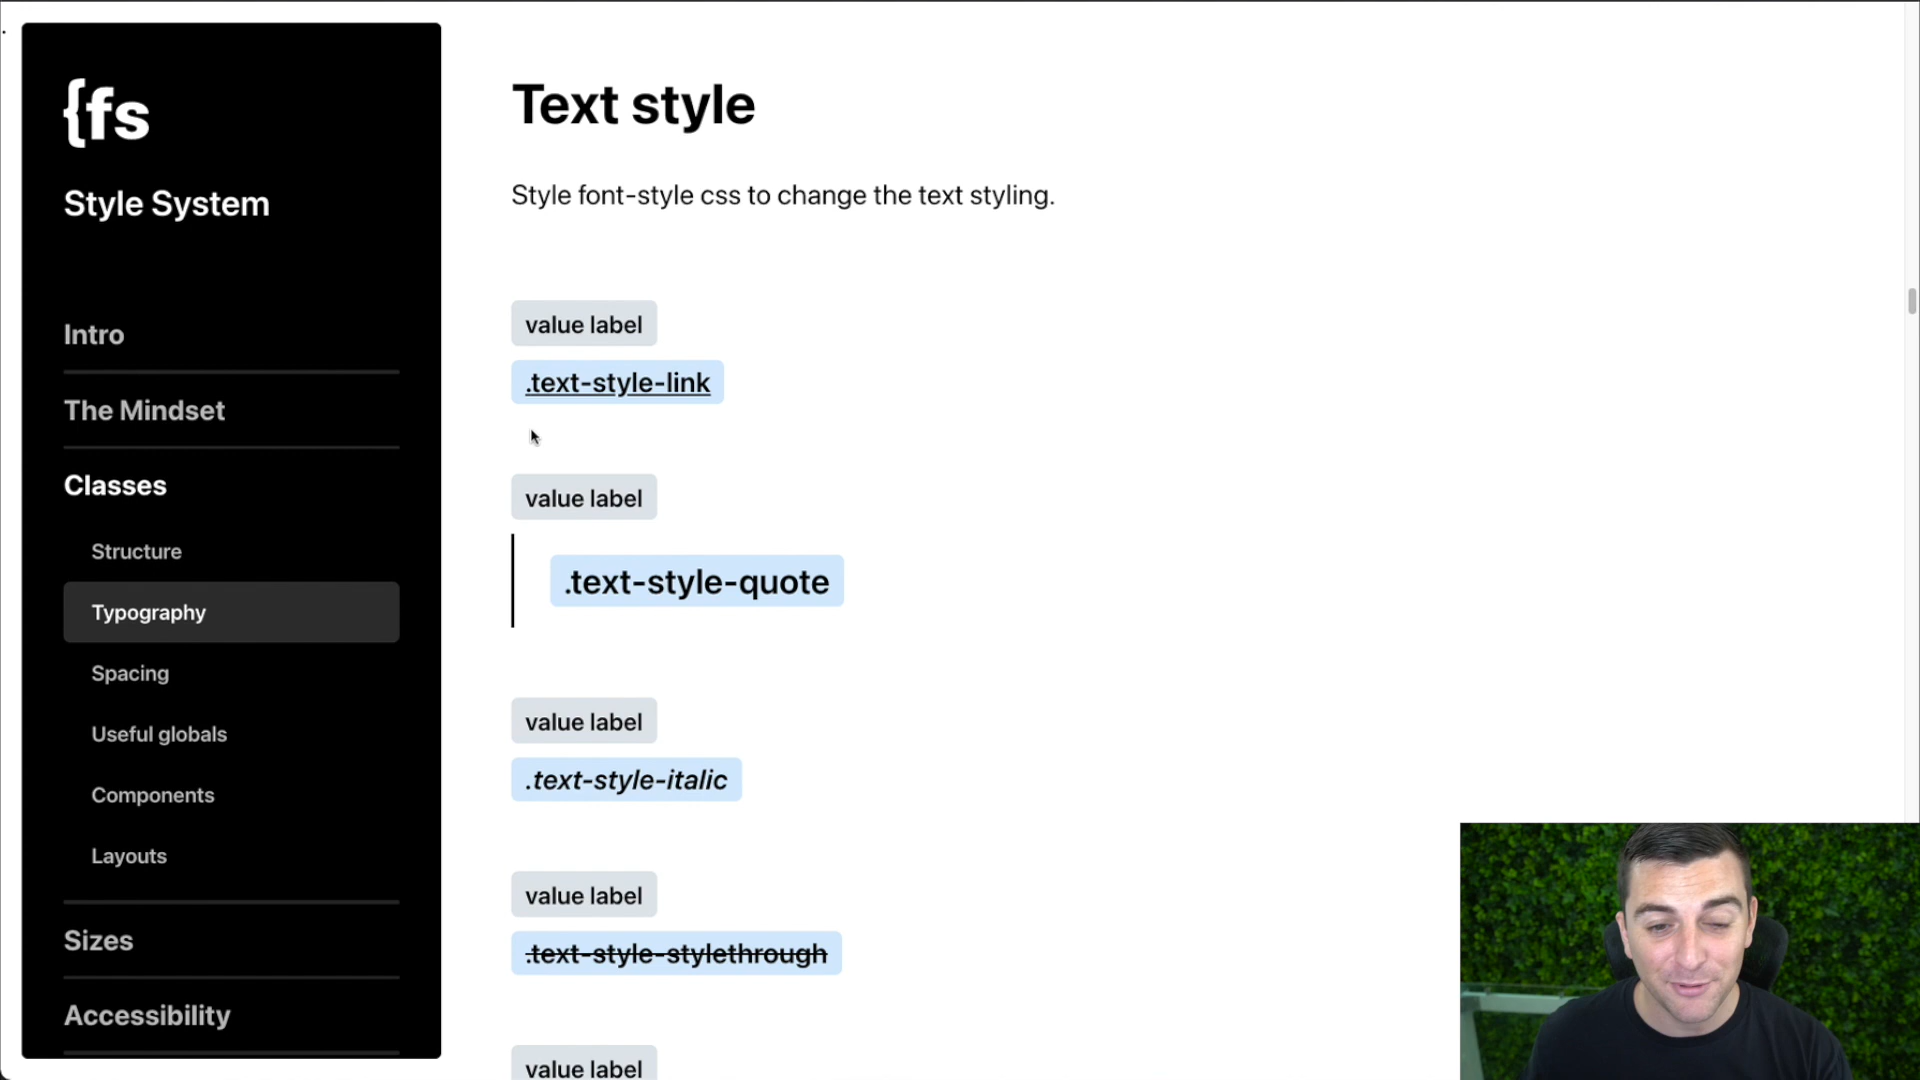 {fs
Style System
Intro
The Mindset
Classes
Structure
Typography
Spacing
Useful globals
Components
Layouts
Sizes
Accessibility
Text style
Style font-style css to change the text styling.
value label
.text-style-link
value label
.text-style-quote
value label
.text-style-italic
value label
.text-style-stylethrough
value label